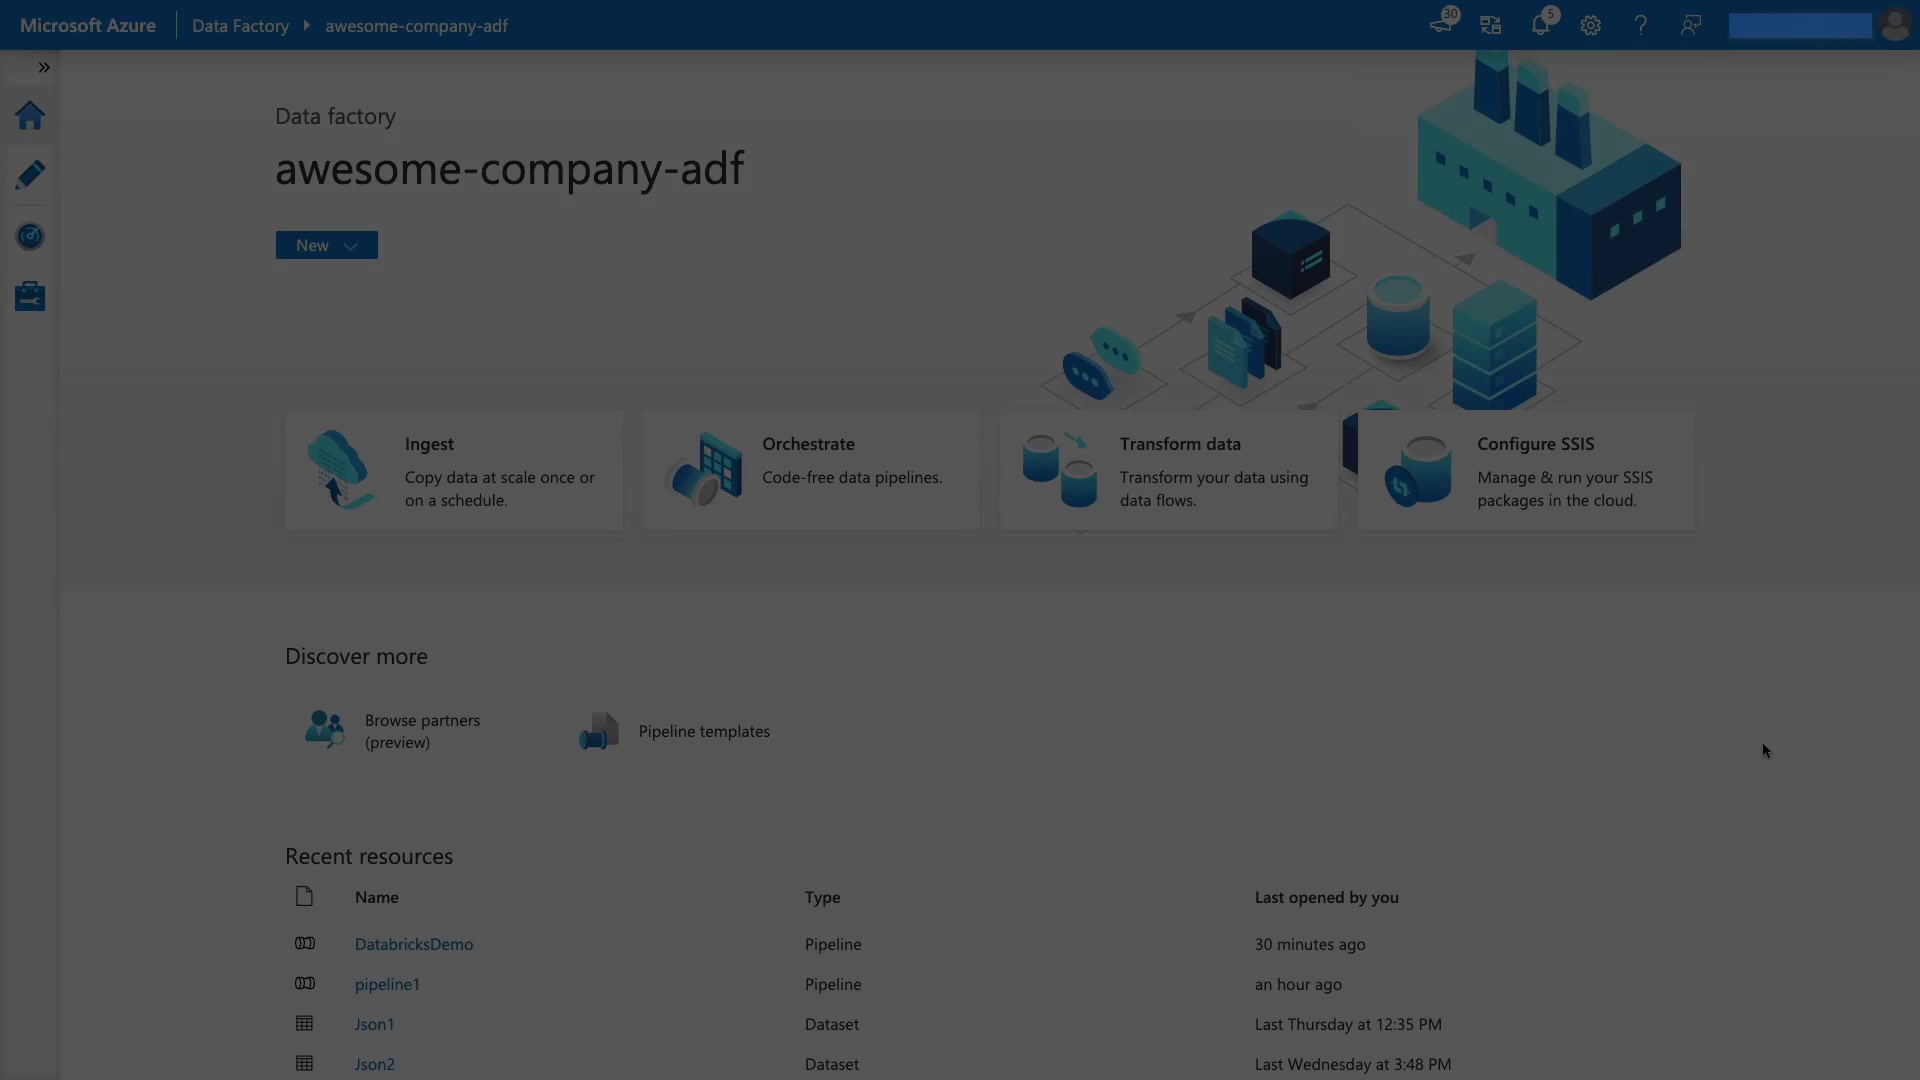 Microsoft Azure
Data Factory
awesome-company-adf
30
5
Data factory
awesome-company-adf
New
Ingest
Copy data at scale once or
on a schedule.
Orchestrate
Code-free data pipelines.
Transform data
Transform your data using
data flows.
Configure SSIS
Manage & run your SSIS
packages in the cloud.
Discover more
Browse partners
(preview)
Pipeline templates
Recent resources
Name Type Last opened by you
DatabricksDemo Pipeline 30 minutes ago
pipeline1 Pipeline an hour ago
Json1 Dataset Last Thursday at 12:35 PM
Json2 Dataset Last Wednesday at 3:48 PM